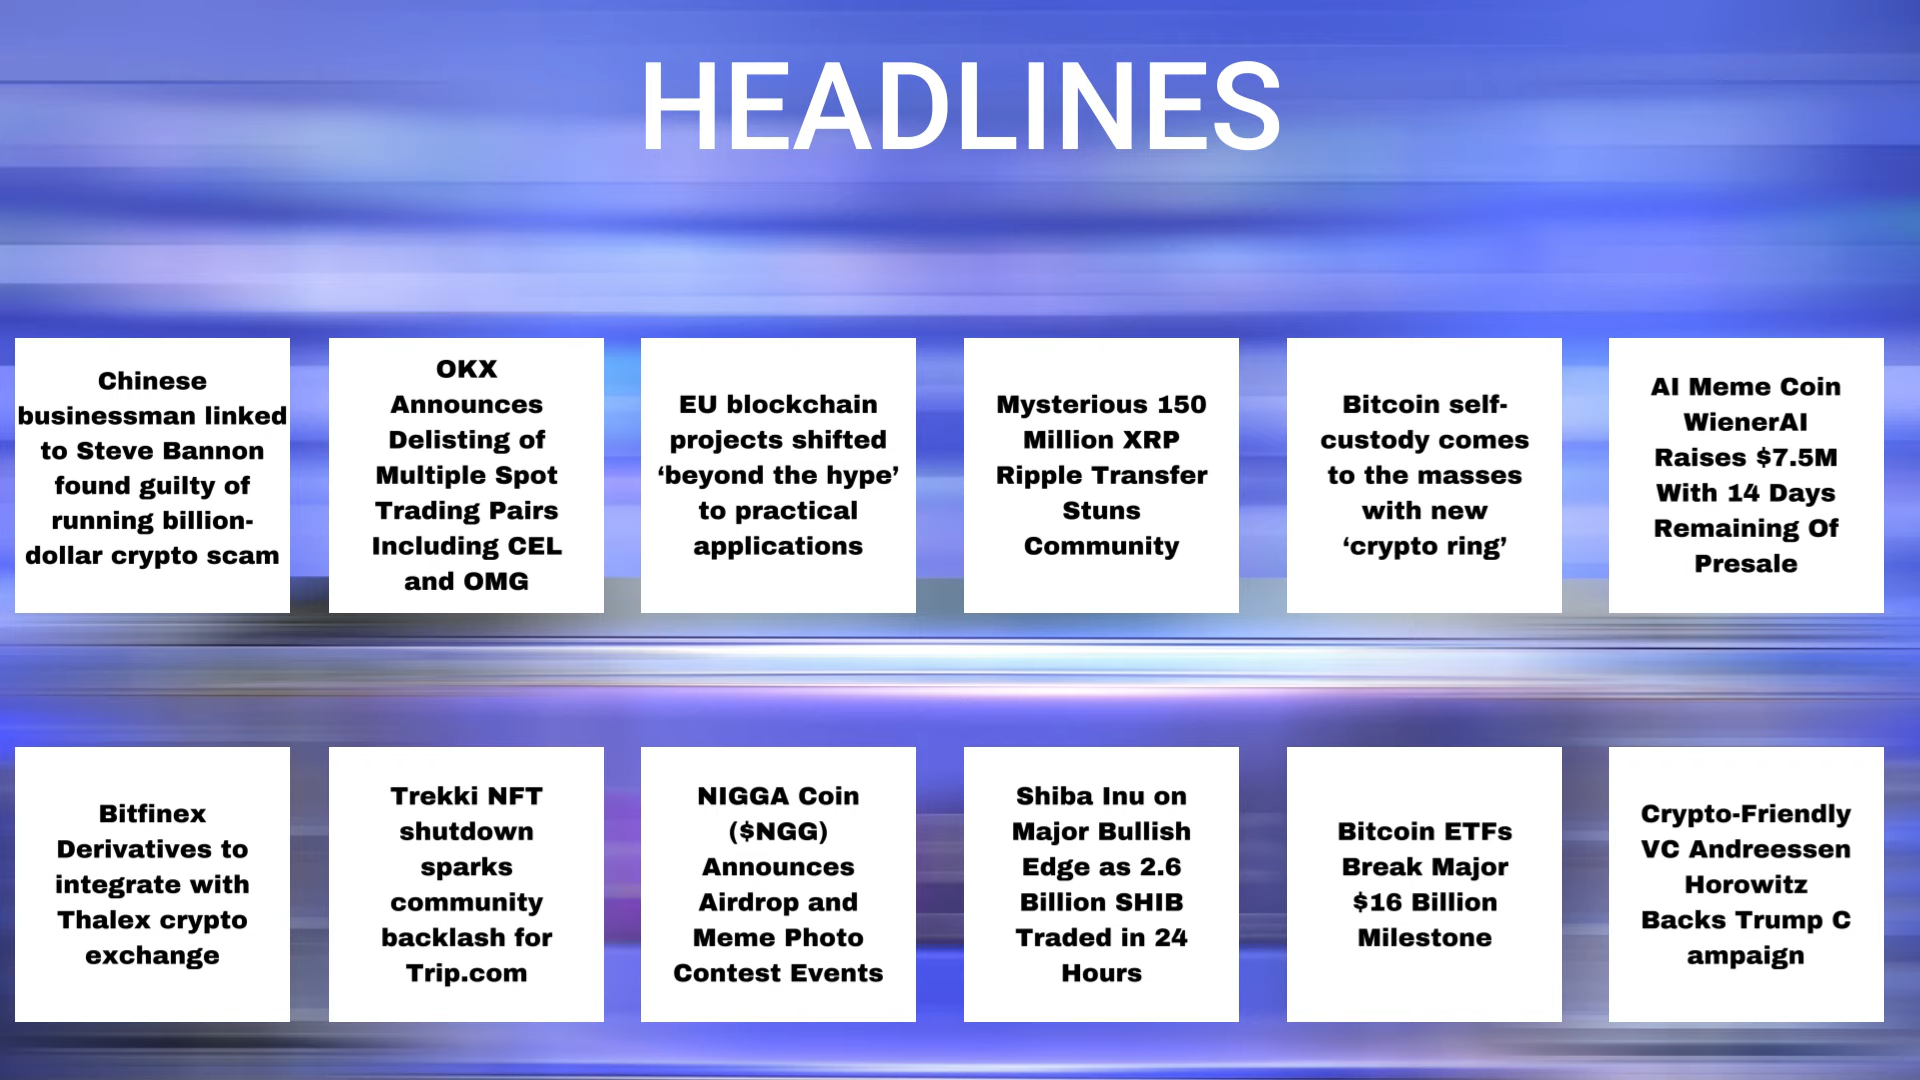 HEADLINES
Chinese
businessman linked
to Steve Bannon
found guilty of
running billion-
dollar crypto scam
OKX
Announces
Delisting of
Multiple Spot
Trading Pairs
Including CEL
and OMG
EU blockchain
projects shifted
‘beyond the hype’
to practical
applications
Mysterious 150
Million XRP
Ripple Transfer
Stuns
Community
Bitcoin self-
custody comes
to the masses
with new
‘crypto ring’
AI Meme Coin
WienerAI
Raises $7.5M
With 14 Days
Remaining Of
Presale
Bitfinex
Derivatives to
integrate with
Thalex crypto
exchange
Trekki NFT
shutdown
sparks
community
backlash for
Trip.com
NIGGA Coin
($NGG)
Announces
Airdrop and
Meme Photo
Contest Events
Shiba Inu on
Major Bullish
Edge as 2.6
Billion SHIB
Traded in 24
Hours
Bitcoin ETFs
Break Major
$16 Billion
Milestone
Crypto-Friendly
VC Andreessen
Horowitz
Backs Trump C
ampaign